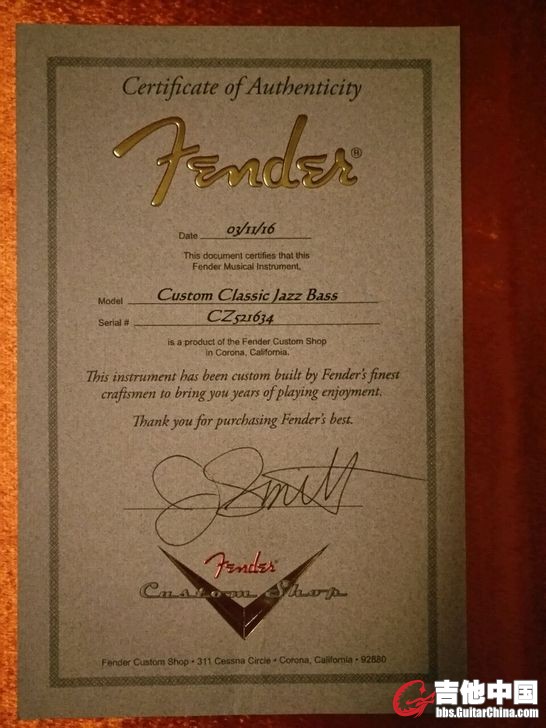 Certificate of Authenticity
Fender®
Date 03/11/16
This document certifies that this
Fender Musical Instrument,
Model Custom Classic Jazz Bass
Serial # CZ521634
is a product of the Fender Custom Shop
in Corona, California.
This instrument has been custom built by Fender's finest
craftsmen to bring you years of playing enjoyment.
Thank you for purchasing Fender's best.
Fender®
Custom Shop
Fender Custom Shop • 311 Cessna Circle • Corona, California • 92880
吉他中国
bbs.GuitarChina.com